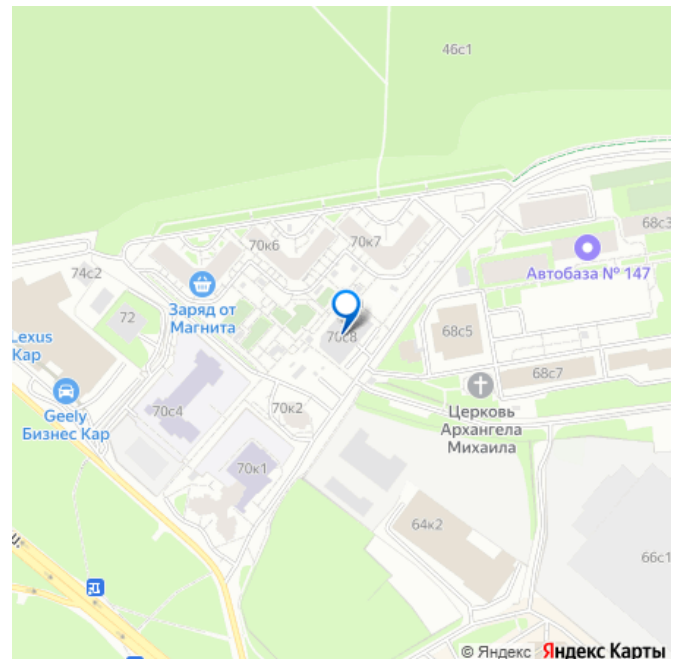 46с1
68с3
70к6
70к7
Автобаза № 147
74с2
Заряд от
Магнита
72
70с8
68с5
Lexus
Кар
68с7
Geely
Бизнес Кар
70с4
70к2
Церковь
Архангела
Михаила
70к1
64к2
66с1
© Яндекс Яндекс Карты